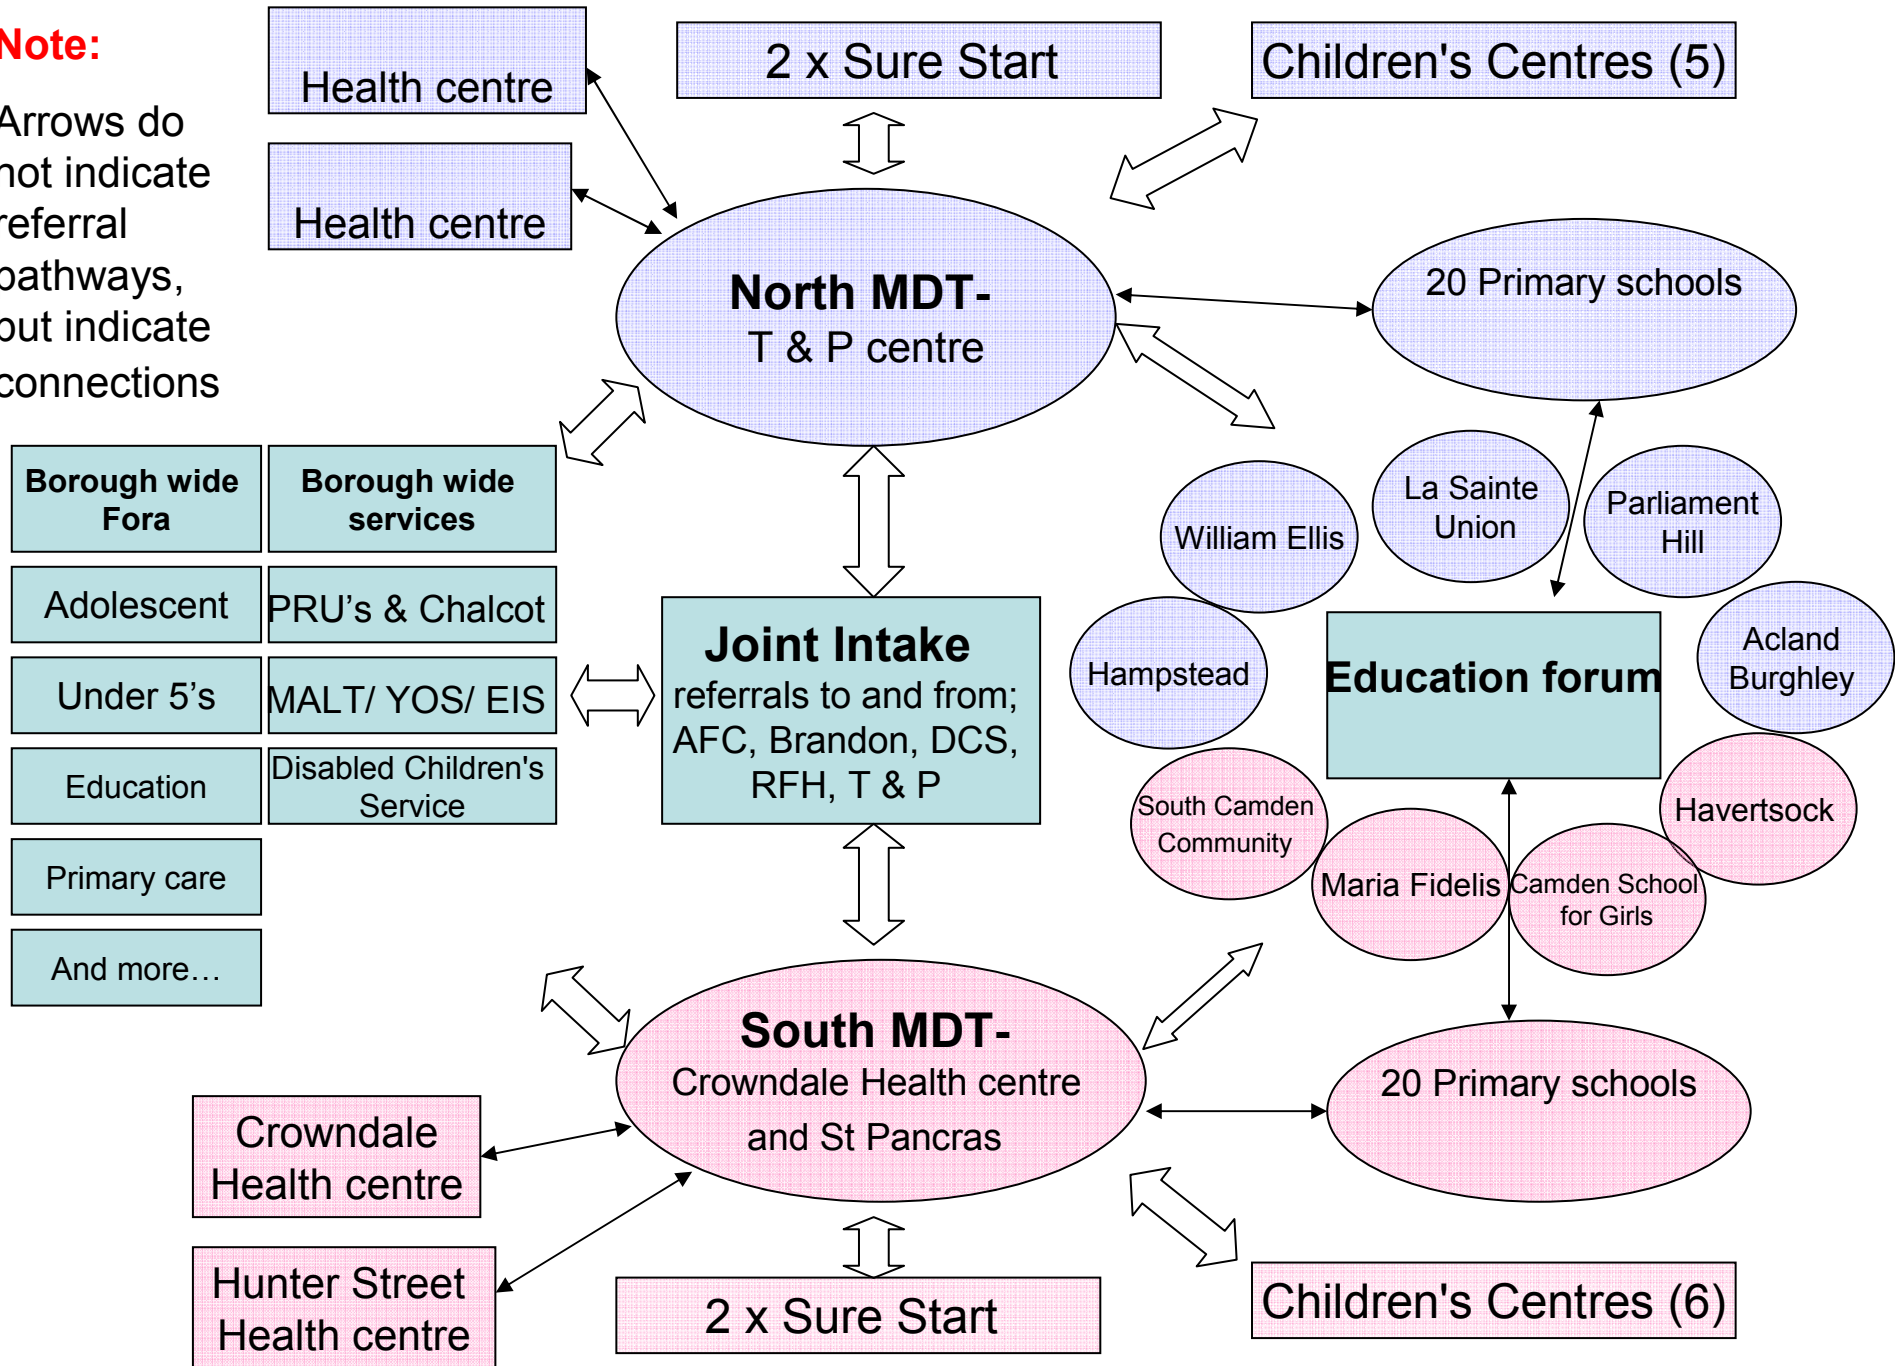 Note:
Arrows do
not indicate
referral
pathways,
but indicate
connections
Health centre
Health centre
2 x Sure Start
Children's Centres (5)
North MDT-
T & P centre
20 Primary schools
Borough wide
Fora
Adolescent
Under 5's
Education
Primary care
And more…
Borough wide
services
PRU's & Chalcot
MALT/ YOS/ EIS
Disabled Children's
Service
Joint Intake
referrals to and from;
AFC, Brandon, DCS,
RFH, T & P
La Sainte
Union
Parliament
Hill
William Ellis
Hampstead
Acland
Burghley
Education forum
South Camden
Community
Maria Fidelis
Camden School
for Girls
Havertsock
South MDT-
Crowndale Health centre
and St Pancras
20 Primary schools
Crowndale
Health centre
Hunter Street
Health centre
2 x Sure Start
Children's Centres (6)